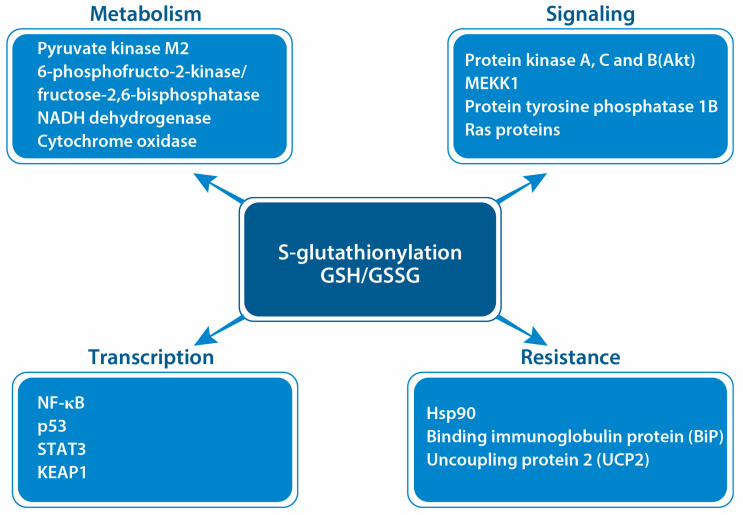 Metabolism
Pyruvate kinase M2
6-phosphofructo-2-kinase/
fructose-2,6-bisphosphatase
NADH dehydrogenase
Cytochrome oxidase
Signaling
Protein kinase A, C and B(Akt)
MEKK1
Protein tyrosine phosphatase 1B
Ras proteins
S-glutathionylation
GSH/GSSG
Transcription
NF-κB
p53
STAT3
KEAP1
Resistance
Hsp90
Binding immunoglobulin protein (BiP)
Uncoupling protein 2 (UCP2)